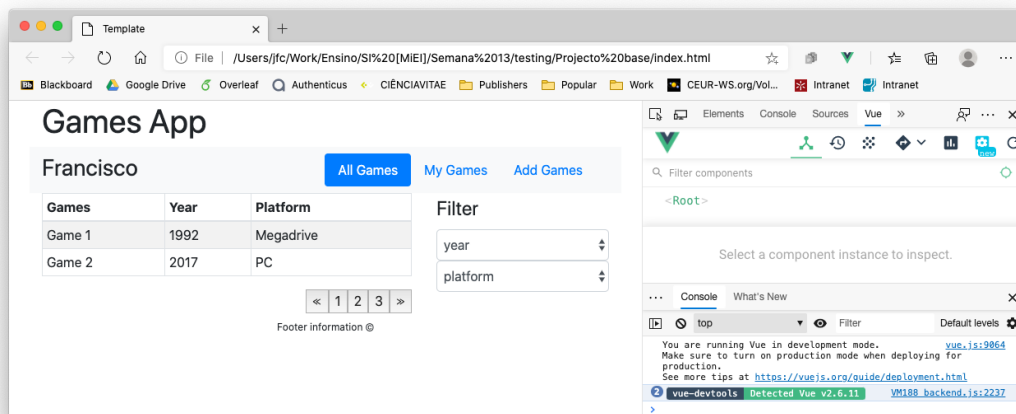 Template
File /Users/jfc/Work/Ensino/SI%20[MiEI]/Semana%2013/testing/Projecto%20base/index.html
Bb Blackboard Google Drive Overleaf Authenticus CIÊNCIAVITAE Publishers Popular Work CEUR-WS.org/Vol... Intranet Intranet
Games App
Francisco All Games My Games Add Games
Games Year Platform
Game 1 1992 Megadrive
Game 2 2017 PC
« 1 2 3 »
Footer information ©
Filter
year
platform
Elements Console Sources Vue »
new
Filter components
<Root>
Select a component instance to inspect.
Console What's New
top Filter Default levels
You are running Vue in development mode. vue.js:9064
Make sure to turn on production mode when deploying for
production.
See more tips at https://vuejs.org/guide/deployment.html
2 vue-devtools Detected Vue v2.6.11 VM188 backend.js:2237